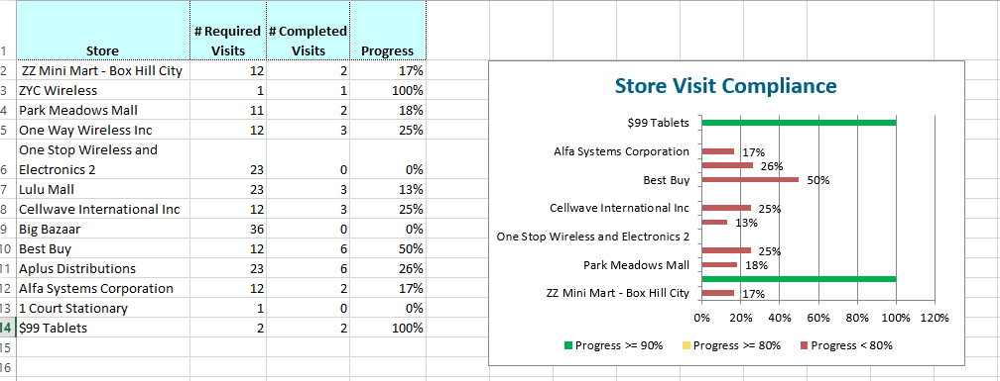 # Required # Completed
1 Store Visits Visits Progress
2 ZZ Mini Mart - Box Hill City 12 2 17%
3 ZYC Wireless 1 1 100%
4 Park Meadows Mall 11 2 18%
5 One Way Wireless Inc 12 3 25%
One Stop Wireless and
6 Electronics 2 23 0 0%
7 Lulu Mall 23 3 13%
8 Cellwave International Inc 12 3 25%
9 Big Bazaar 36 0 0%
10 Best Buy 12 6 50%
11 Aplus Distributions 23 6 26%
12 Alfa Systems Corporation 12 2 17%
13 1 Court Stationary 1 0 0%
14 $99 Tablets 2 2 100%
15
16
Store Visit Compliance
$99 Tablets
Alfa Systems Corporation 17%
26%
Best Buy 50%
Cellwave International Inc 25%
13%
One Stop Wireless and Electronics 2
25%
Park Meadows Mall 18%
ZZ Mini Mart - Box Hill City 17%
0% 20% 40% 60% 80% 100% 120%
Progress >= 90% Progress >= 80% Progress < 80%